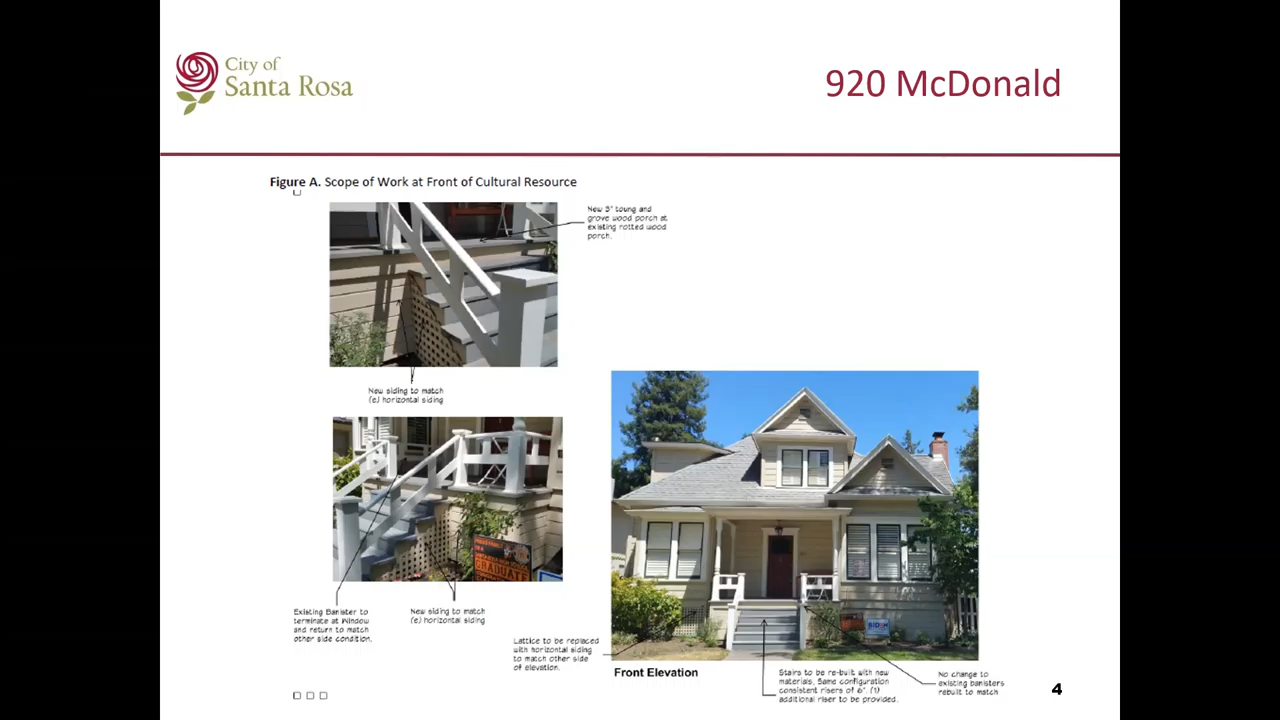 City of
Santa Rosa
920 McDonald
Figure A. Scope of Work at Front of Cultural Resource
New 3" toung and
grove wood porch at
existing rotted wood
porch.
New siding to match
(e) horizontal siding
GRADUATE
Existing Banister to
terminate at Window
and return to match
other side condition.
New siding to match
(e) horizontal siding
Lattice to be replaced
with horizontal siding
to match other side
of elevation.
BIDEN
Front Elevation
Stairs to be re-built with new
materials, Same configuration
consistent risers of 6". (1)
additional riser to be provided.
No change to
existing banisters
rebuilt to match
4